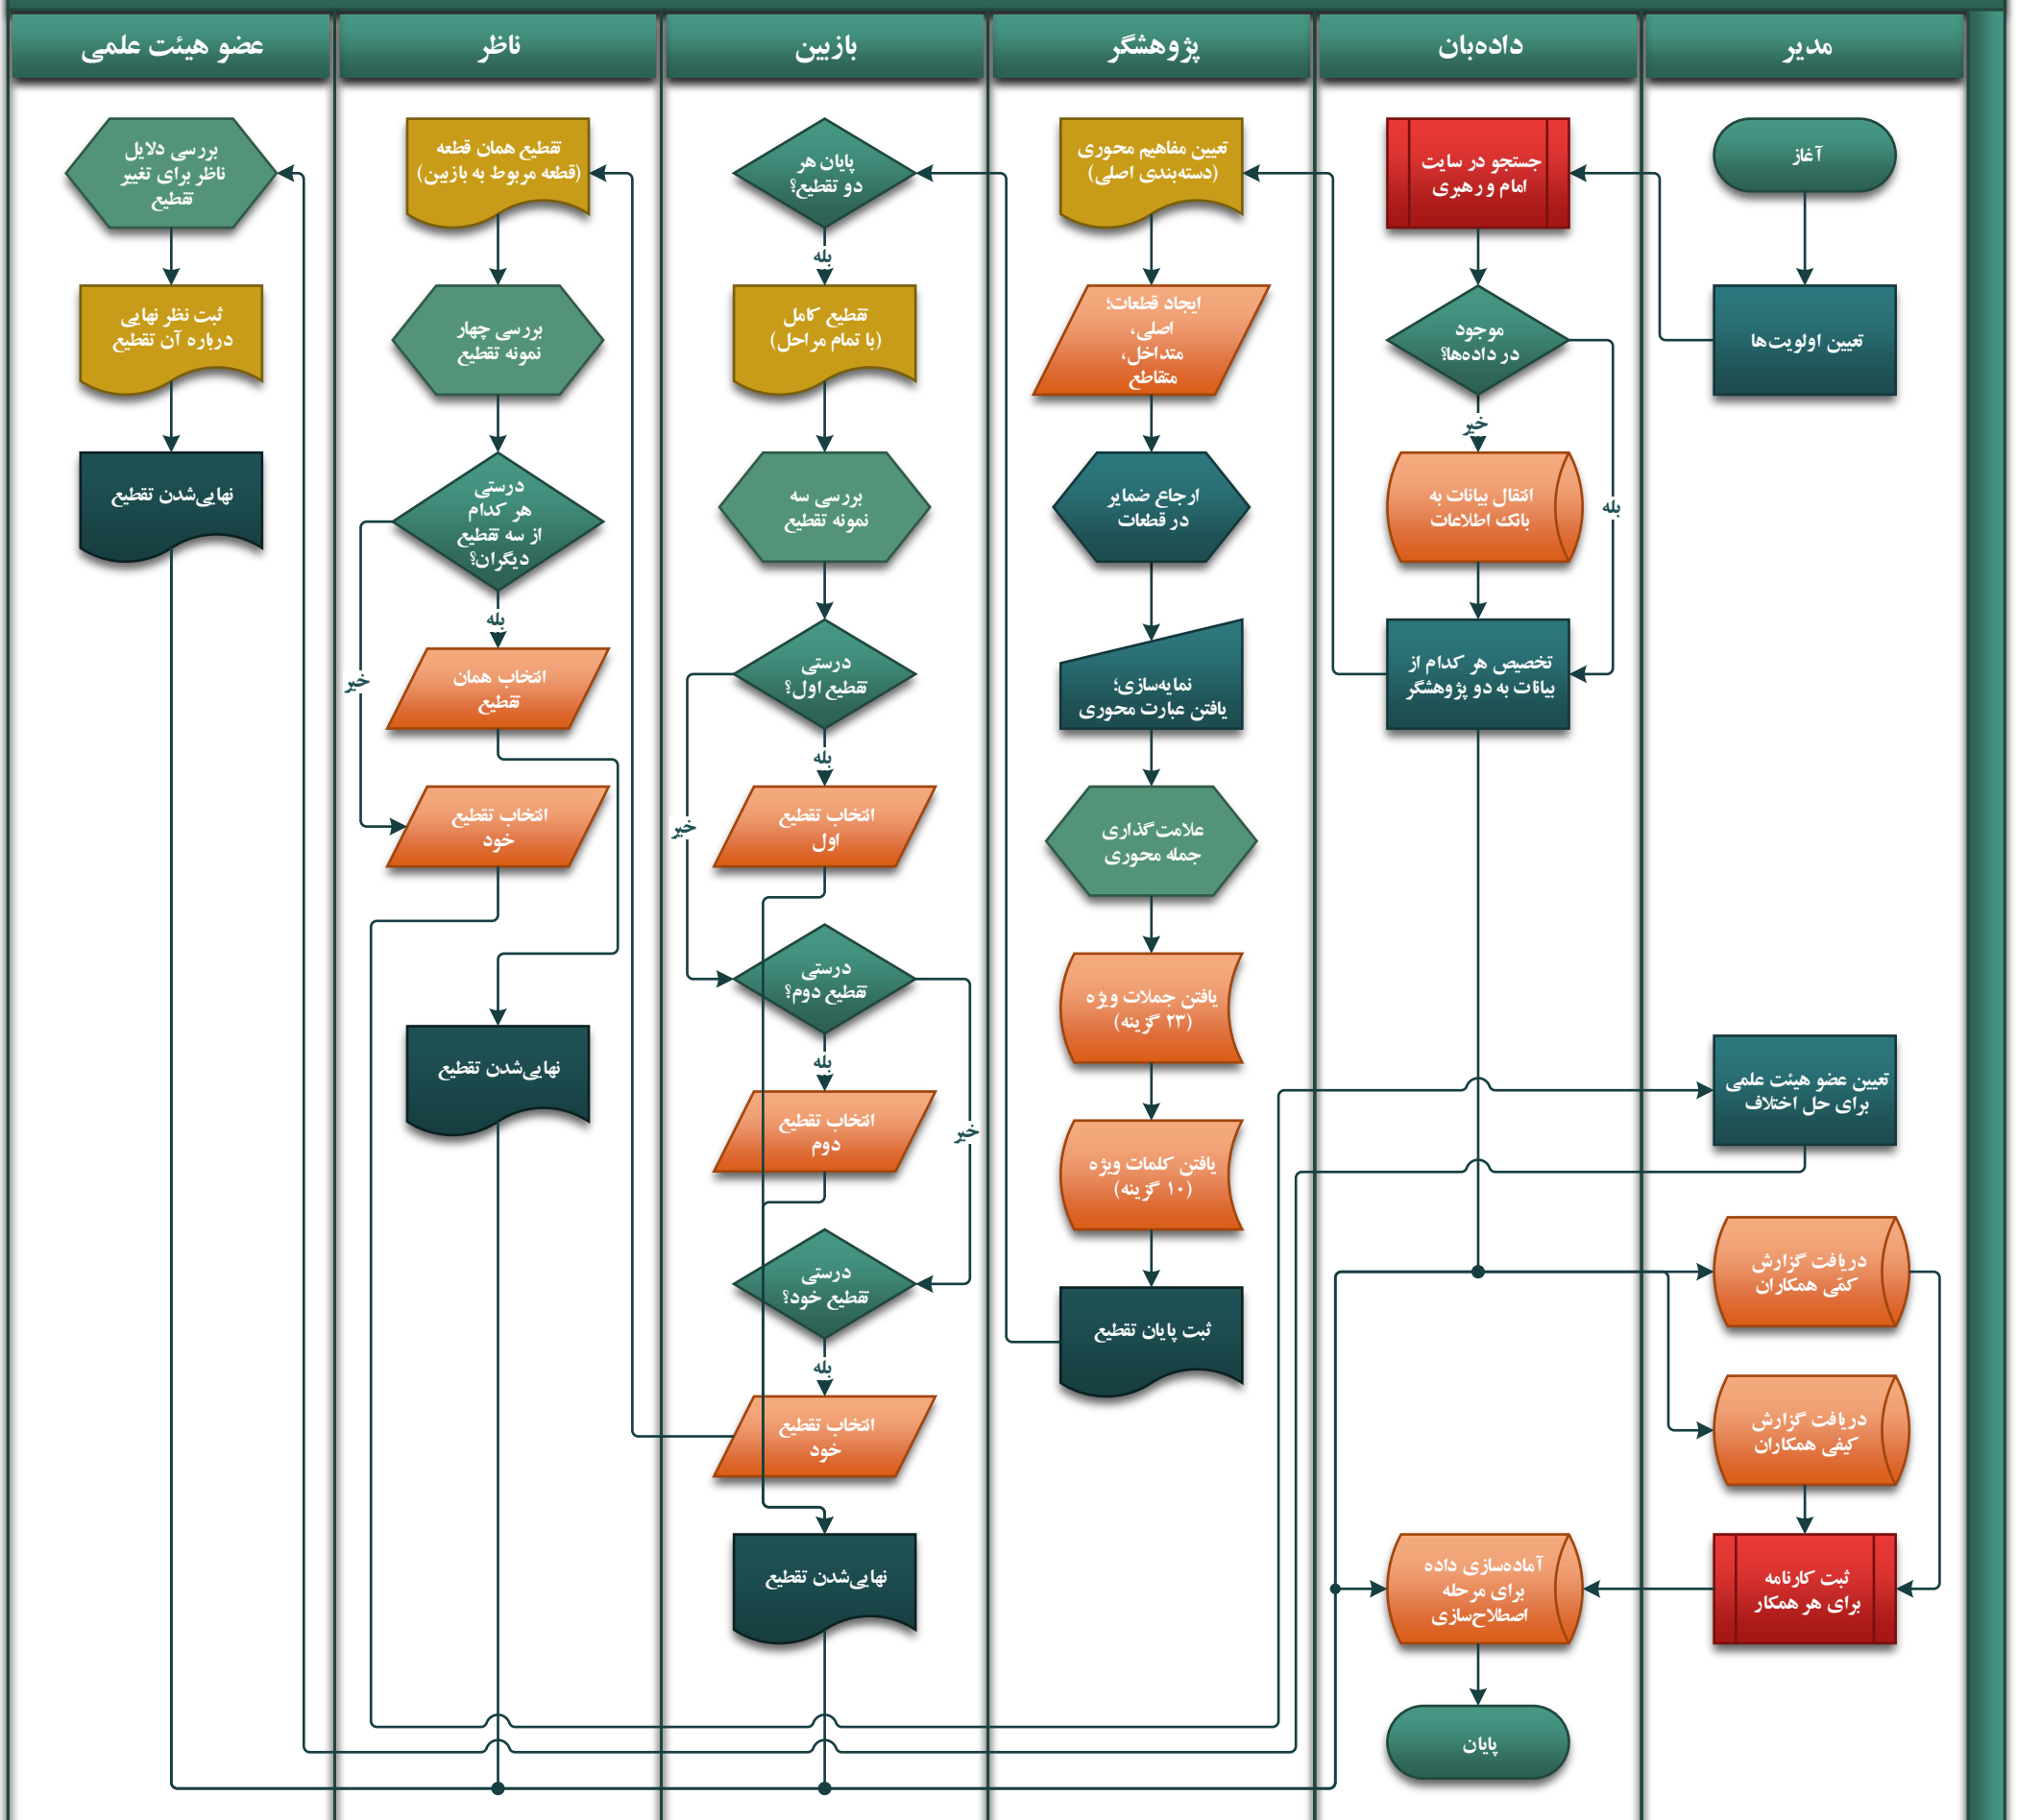 مدیر
داده‌بان
پژوهشگر
بازبین
ناظر
عضو هیئت علمی
آغاز
تعیین اولویت‌ها
تعیین عضو هیئت علمی
برای حل اختلاف
دریافت گزارش
کمّی همکاران
دریافت گزارش
کیفی همکاران
ثبت کارنامه
برای هر همکار
جستجو در سایت
امام و رهبری
موجود
در داده‌ها؟
خیر
بله
انتقال بیانات به
بانک اطلاعات
تخصیص هر کدام از
بیانات به دو پژوهشگر
آماده‌سازی داده
برای مرحله
اصطلاح‌سازی
پایان
تعیین مفاهیم محوری
(دسته‌بندی اصلی)
ایجاد قطعات؛
اصلی،
متداخل،
متقاطع
ارجاع ضمایر
در قطعات
نمایه‌سازی؛
یافتن عبارت محوری
علامت‌گذاری
جمله محوری
یافتن جملات ویژه
(۲۳ گزینه)
یافتن کلمات ویژه
(۱۰ گزینه)
ثبت پایان تقطیع
پایان هر
دو تقطیع؟
بله
تقطیع کامل
(با تمام مراحل)
بررسی سه
نمونه تقطیع
درستی
تقطیع اول؟
بله
خیر
انتخاب تقطیع
اول
درستی
تقطیع دوم؟
بله
خیر
انتخاب تقطیع
دوم
درستی
تقطیع خود؟
بله
انتخاب تقطیع
خود
نهایی‌شدن تقطیع
تقطیع همان قطعه
(قطعه مربوط به بازبین)
بررسی چهار
نمونه تقطیع
درستی
هر کدام
از سه تقطیع
دیگران؟
بله
خیر
انتخاب همان
تقطیع
انتخاب تقطیع
خود
نهایی‌شدن تقطیع
بررسی دلایل
ناظر برای تغییر
تقطیع
ثبت نظر نهایی
درباره آن تقطیع
نهایی‌شدن تقطیع